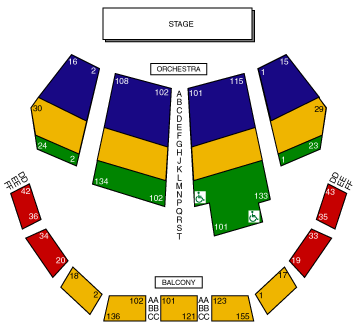 STAGE
ORCHESTRA
16 2
108 102
101 115
1 15
A
B
C
D
E
F
G
H
J
K
L
M
N
P
Q
R
S
T
30
29
24 2
1 23
134 102
133
101
DD
EE
FF
42
36
34
20
18
2
DD
EE
FF
43
35
33
19
17
1
BALCONY
102 AA 101 AA 123
BB BB
136 CC 121 CC 155